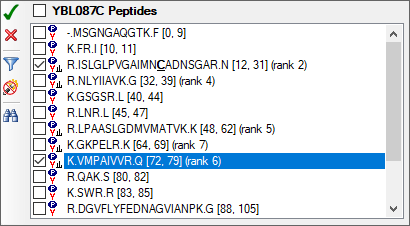 YBL087C Peptides
-.MSGNGAQGTK.F [0, 9]
K.FR.I [10, 11]
R.ISLGLPVGAIMNCADNSGAR.N [12, 31] (rank 2)
R.NLYIIAVK.G [32, 39] (rank 4)
K.GSGSR.L [40, 44]
R.LNR.L [45, 47]
R.LPAASLGDMVMATVK.K [48, 62] (rank 5)
K.GKPELR.K [64, 69] (rank 7)
K.VMPAIVVR.Q [72, 79] (rank 6)
R.QAK.S [80, 82]
K.SWR.R [83, 85]
R.DGVFLYFEDNAGVIANPK.G [88, 105]